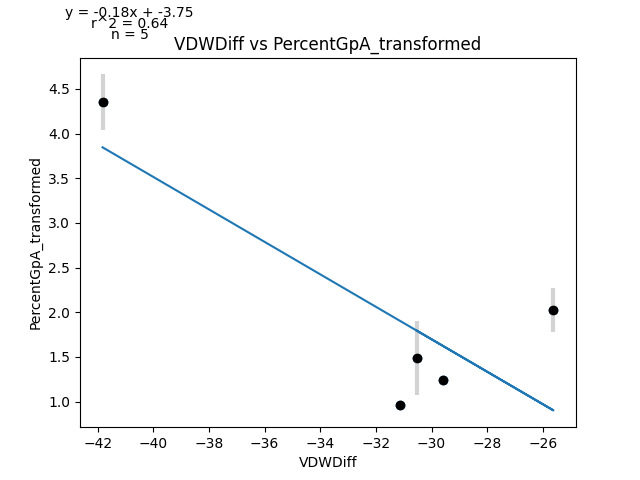 y = -0.18x + -3.75
r^2 = 0.64
n = 5
VDWDiff vs PercentGpA_transformed
4.5
4.0
3.5
3.0
2.5
2.0
1.5
1.0
PercentGpA_transformed
−42 −40 −38 −36 −34 −32 −30 −28 −26
VDWDiff